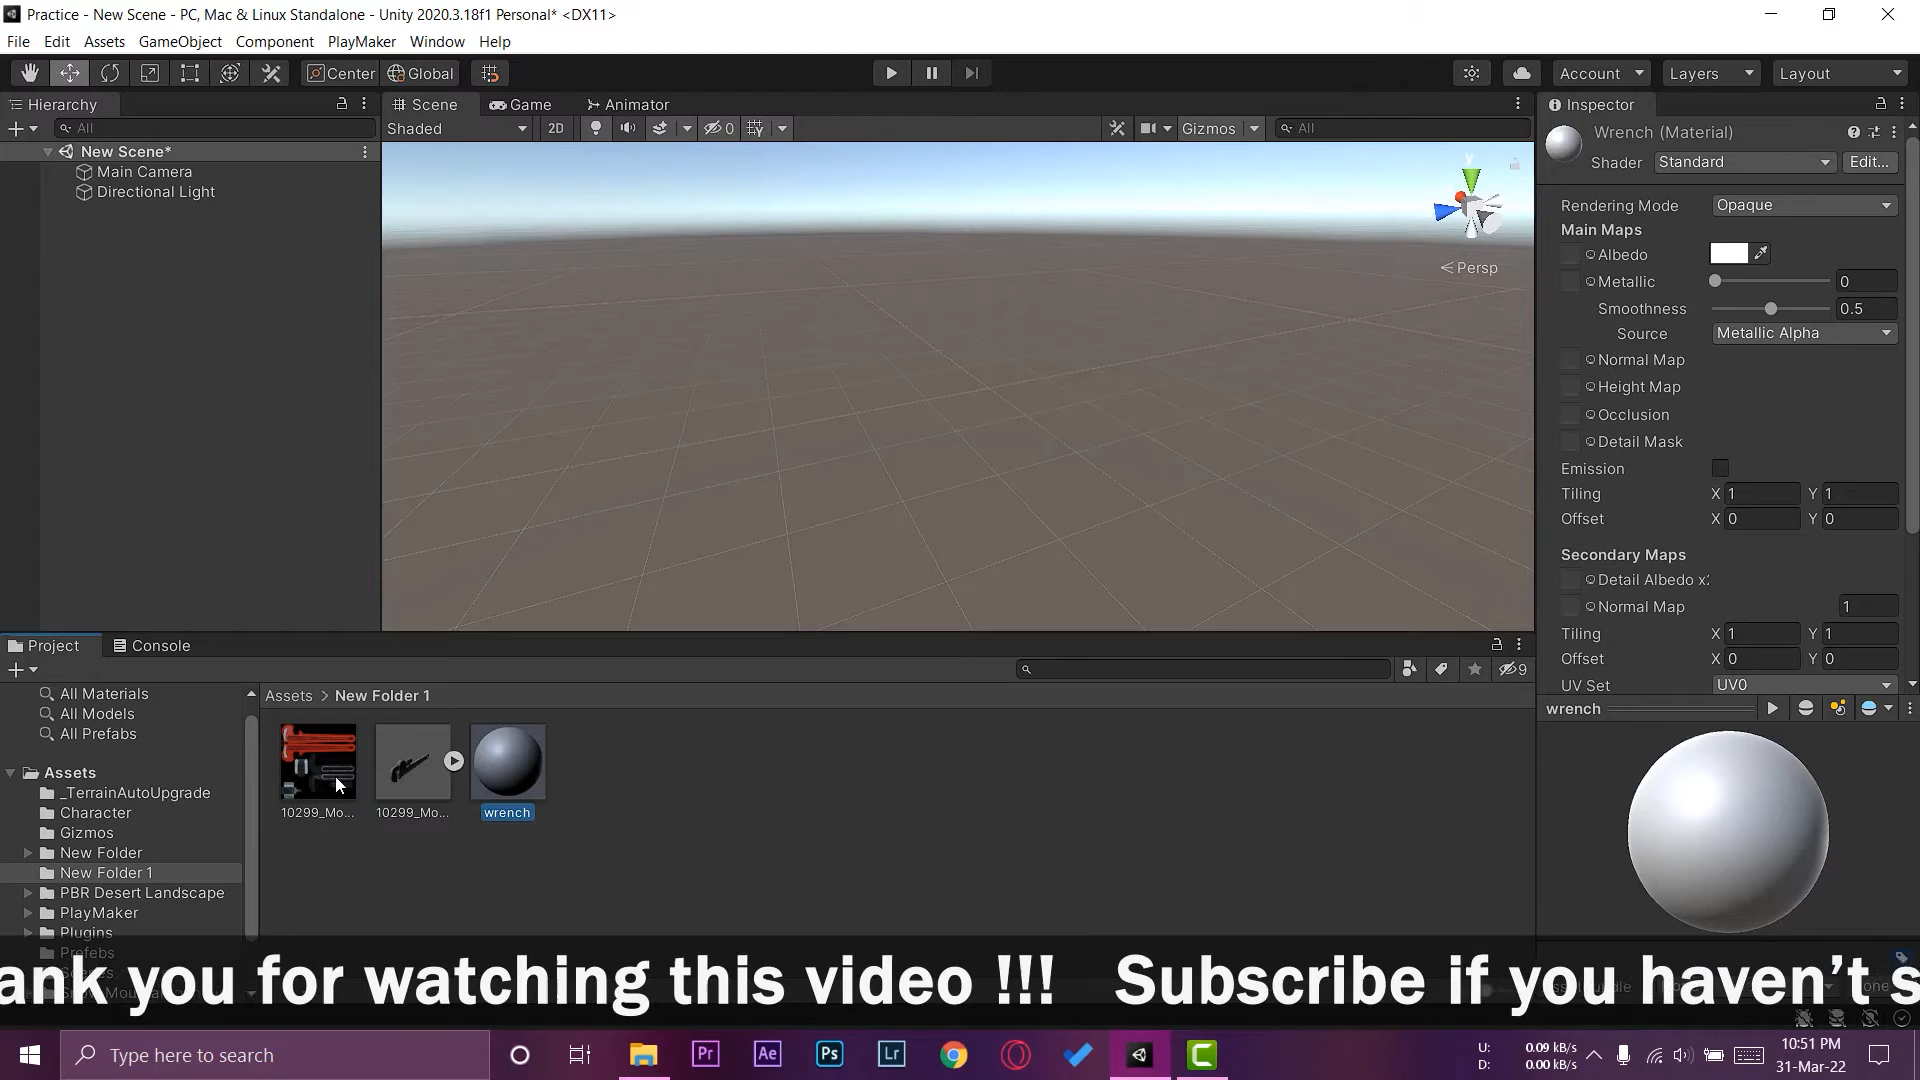 Practice - New Scene - PC, Mac & Linux Standalone - Unity 2020.3.18f1 Personal* <DX11>
File Edit Assets GameObject Component PlayMaker Window Help
Center Global Account Layers Layout
Hierarchy
All
New Scene*
Main Camera
Directional Light
Scene Game Animator
Shaded 2D 0 Gizmos All
y
Persp
Inspector
Wrench (Material)
Shader Standard Edit...
Rendering Mode Opaque
Main Maps
Albedo
Metallic 0
Smoothness 0.5
Source Metallic Alpha
Normal Map
Height Map
Occlusion
Detail Mask
Emission
Tiling X 1 Y 1
Offset X 0 Y 0
Secondary Maps
Detail Albedo x
Normal Map 1
Tiling X 1 Y 1
Offset X 0 Y 0
UV Set UV0
wrench
Project Console
9
All Materials
All Models
All Prefabs
Assets
_TerrainAutoUpgrade
Character
Gizmos
New Folder
New Folder 1
PBR Desert Landscape
PlayMaker
Plugins
Prefebs
Assets > New Folder 1
10299_Mo... 10299_Mo... wrench
ank you for watching this video !!! Subscribe if you haven't s
Type here to search
Pr Ae Ps Lr
U: 0.09 kB/s
D: 0.00 kB/s
10:51 PM
31-Mar-22